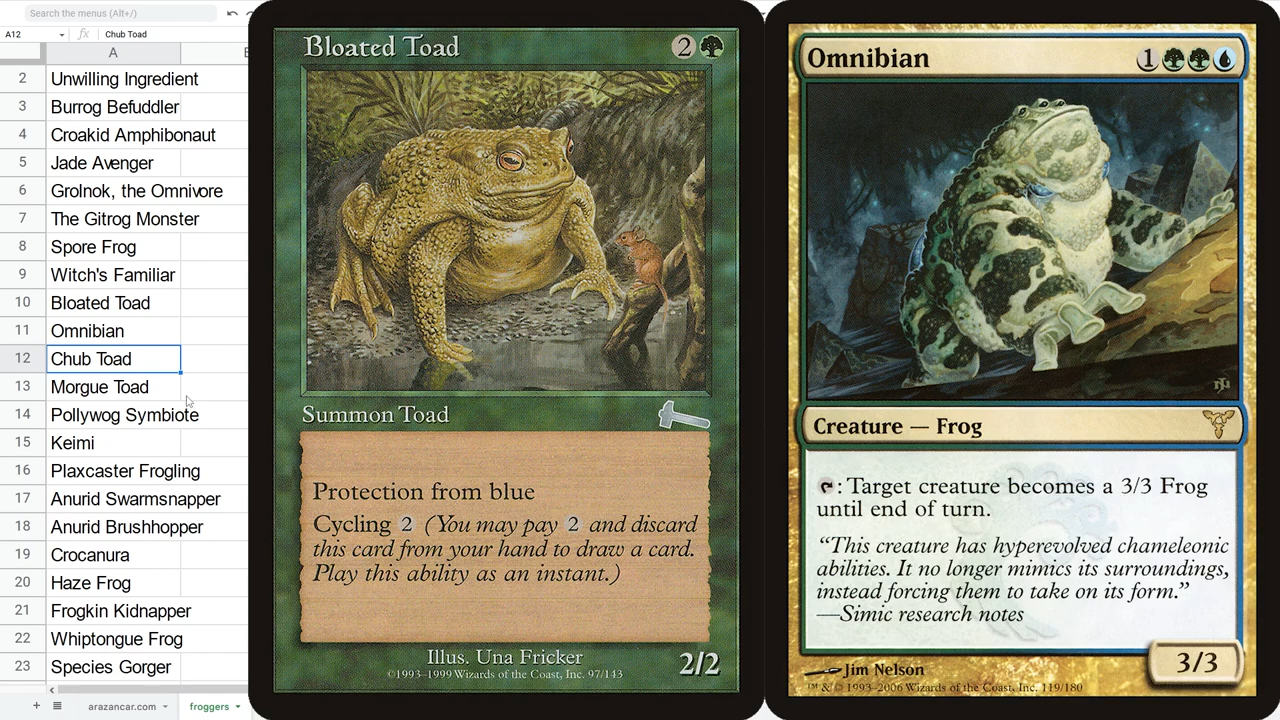 Search the menus (Alt+/)
A12
fx
Chub Toad
A
2 Unwilling Ingredient
3 Burrog Befuddler
4 Croakid Amphibonaut
5 Jade Avenger
6 Grolnok, the Omnivore
7 The Gitrog Monster
8 Spore Frog
9 Witch's Familiar
10 Bloated Toad
11 Omnibian
12 Chub Toad
13 Morgue Toad
14 Pollywog Symbiote
15 Keimi
16 Plaxcaster Frogling
17 Anurid Swarmsnapper
18 Anurid Brushhopper
19 Crocanura
20 Haze Frog
21 Frogkin Kidnapper
22 Whiptongue Frog
23 Species Gorger
froggers
Bloated Toad 2
Summon Toad
Protection from blue
Cycling 2 (You may pay 2 and discard
this card from your hand to draw a card.
Play this ability as an instant.)
Illus. Una Fricker
©1993–1999 Wizards of the Coast, Inc. 97/143
2/2
Omnibian 1
Creature — Frog
: Target creature becomes a 3/3 Frog
until end of turn.
“This creature has hyperevolved chameleonic
abilities. It no longer mimics its surroundings,
instead forcing them to take on its form.”
—Simic research notes
Jim Nelson
™ & © 1993–2006 Wizards of the Coast, Inc. 119/180
3/3